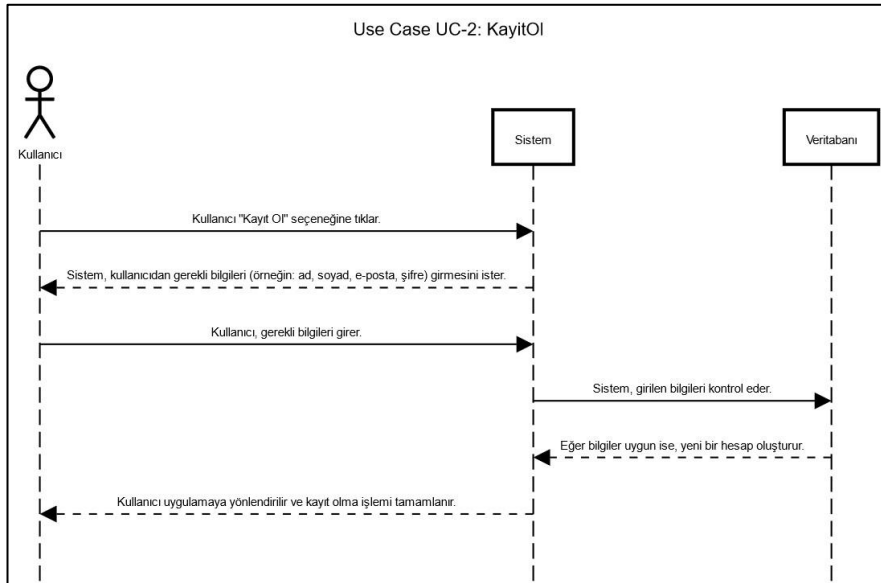 Use Case UC-2: KayitOl
Kullanıcı
Sistem
Veritabanı
Kullanıcı "Kayıt Ol" seçeneğine tıklar.
Sistem, kullanıcıdan gerekli bilgileri (örneğin: ad, soyad, e-posta, şifre) girmesini ister.
Kullanıcı, gerekli bilgileri girer.
Sistem, girilen bilgileri kontrol eder.
Eğer bilgiler uygun ise, yeni bir hesap oluşturur.
Kullanıcı uygulamaya yönlendirilir ve kayıt olma işlemi tamamlanır.